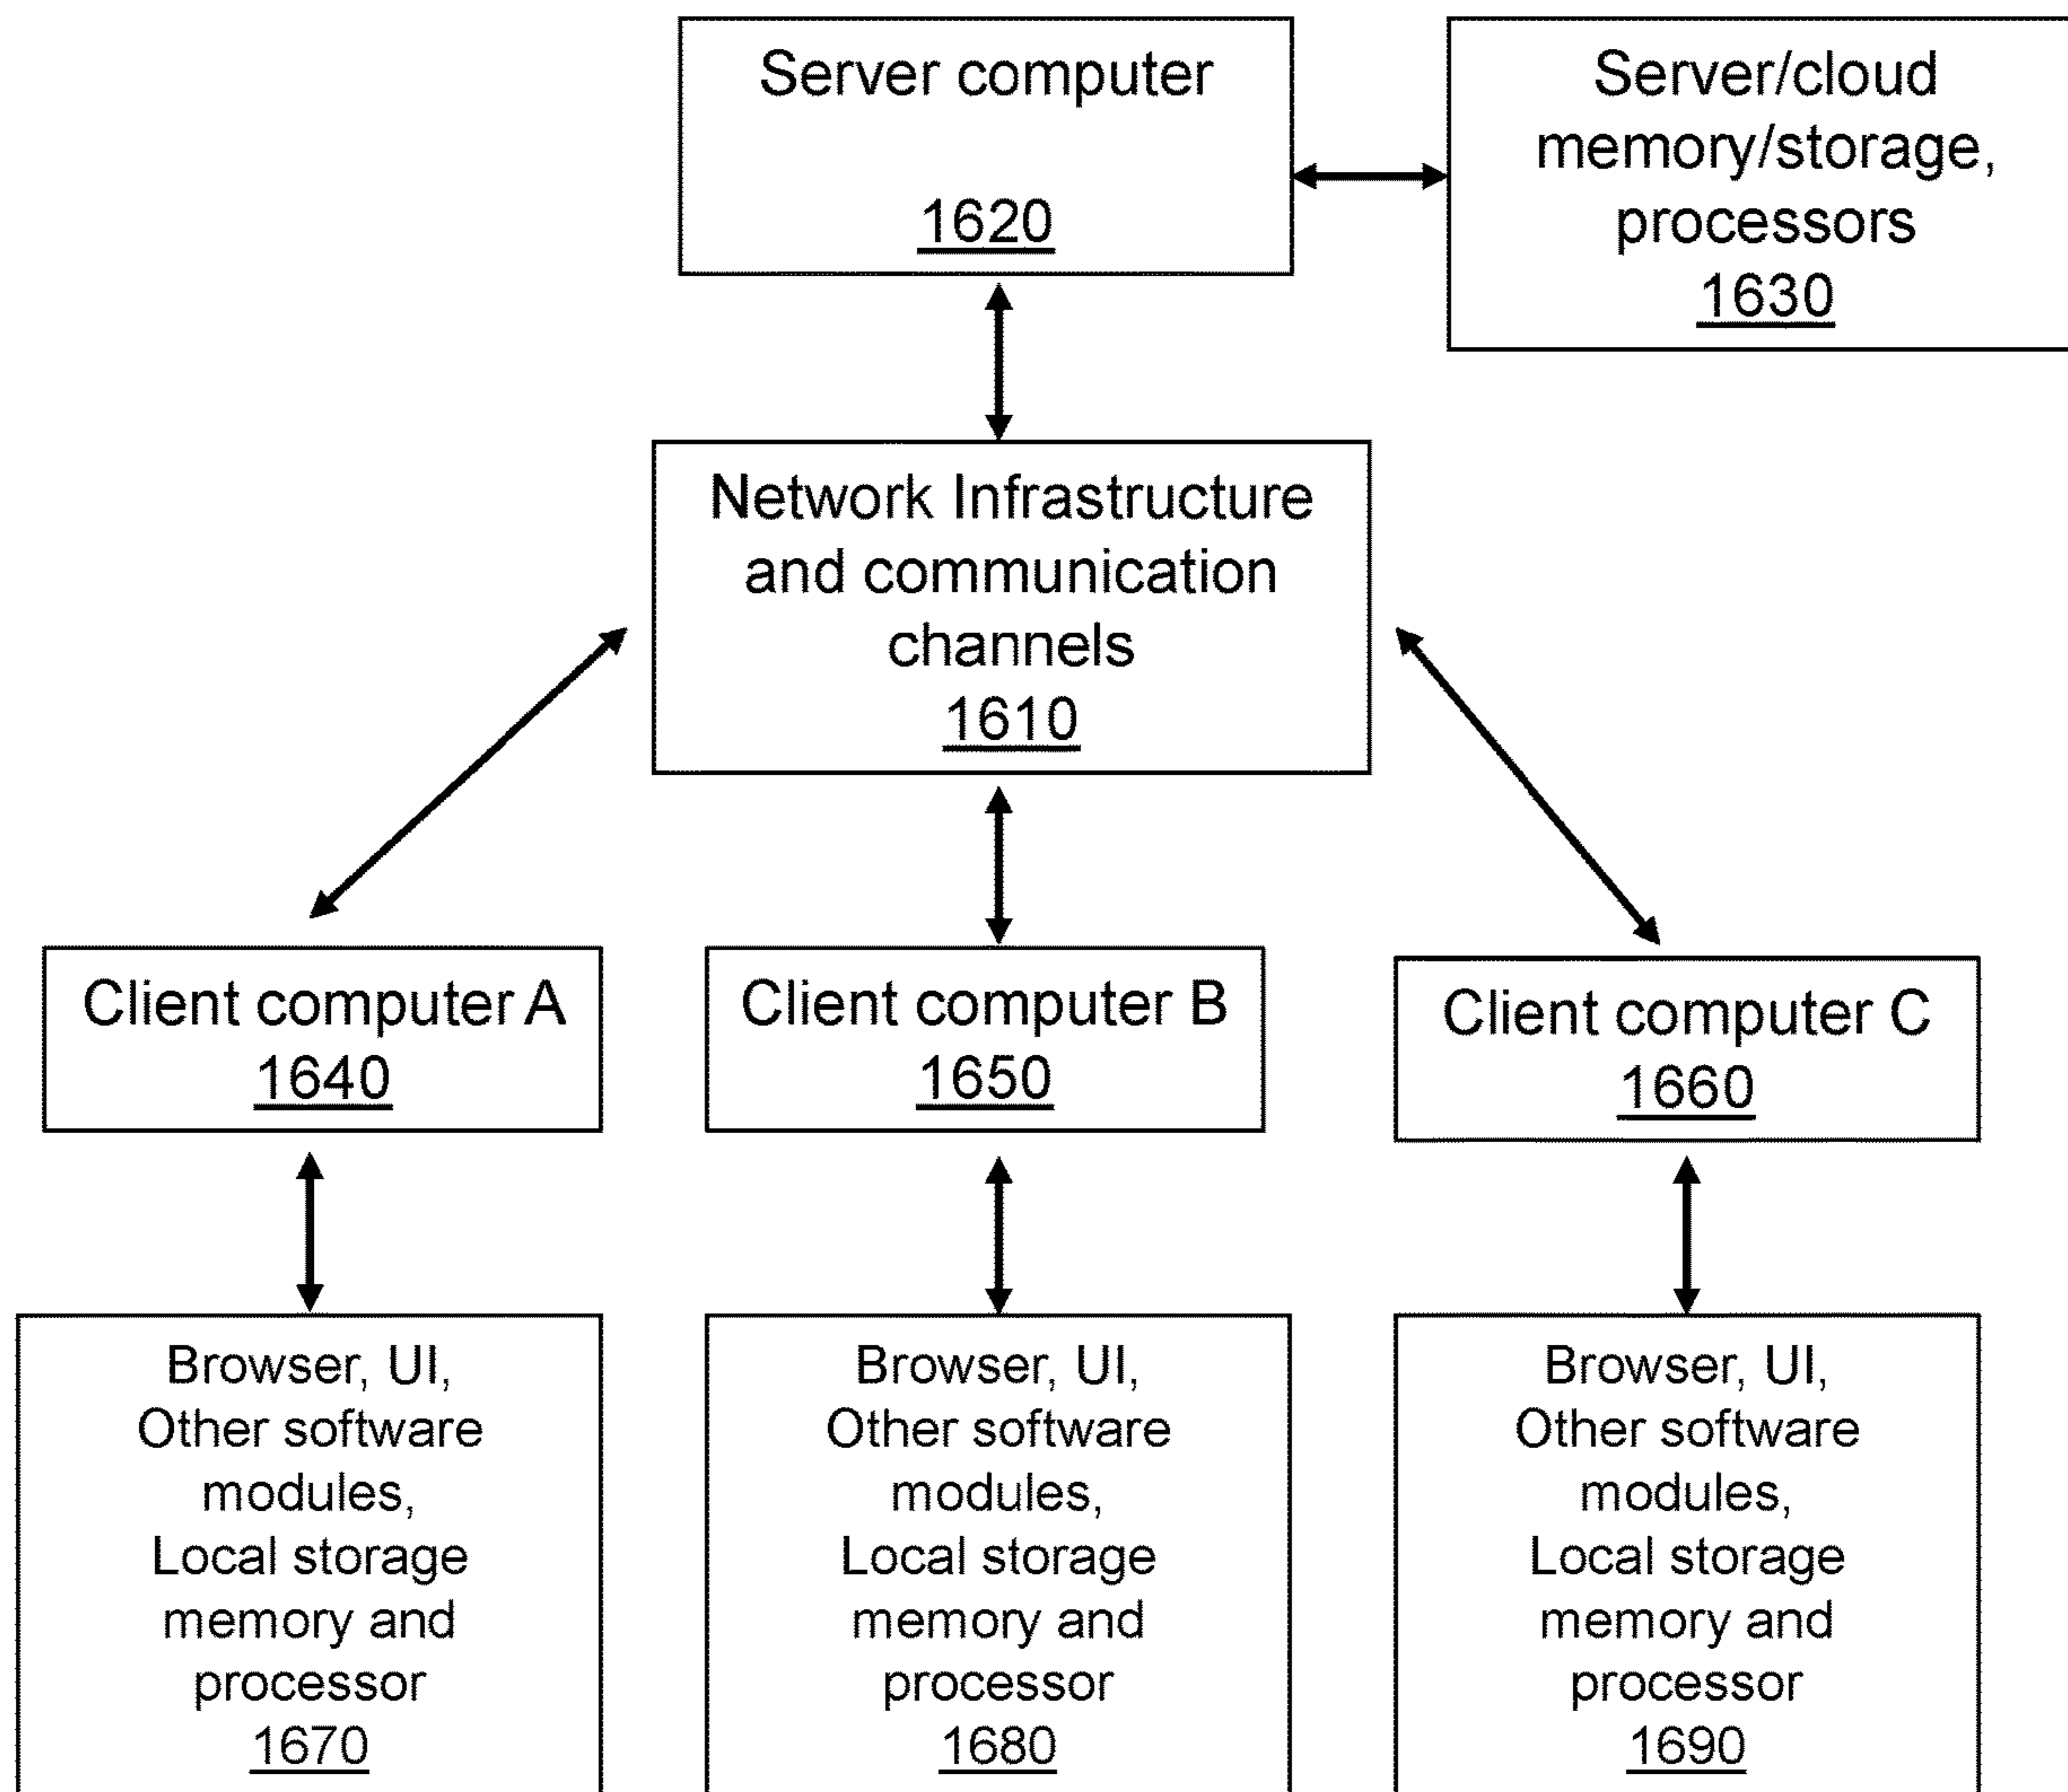 Server computer
1620
Server/cloud
memory/storage,
processors
1630
Network Infrastructure
and communication
channels
1610
Client computer A
1640
Client computer B
1650
Client computer C
1660
Browser, UI,
Other software
modules,
Local storage
memory and
processor
1670
Browser, UI,
Other software
modules,
Local storage
memory and
processor
1680
Browser, UI,
Other software
modules,
Local storage
memory and
processor
1690